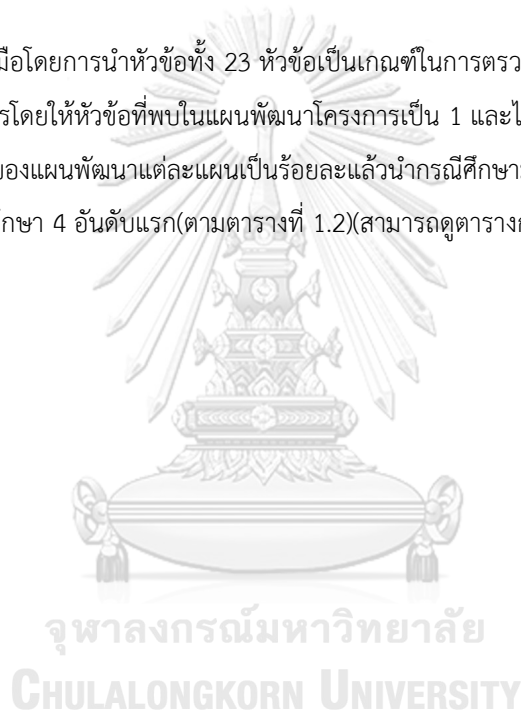 มือโดยการนำหัวข้อทั้ง 23 หัวข้อเป็นเกณฑ์ในการตรว
รโดยให้หัวข้อที่พบในแผนพัฒนาโครงการเป็น 1 และไ
ของแผนพัฒนาแต่ละแผนเป็นร้อยละแล้วนำกรณีศึกษา
กษา 4 อันดับแรก(ตามตารางที่ 1.2)(สามารถดูตาราง
จุฬาลงกรณ์มหาวิทยาลัย
CHULALONGKORN UNIVERSITY